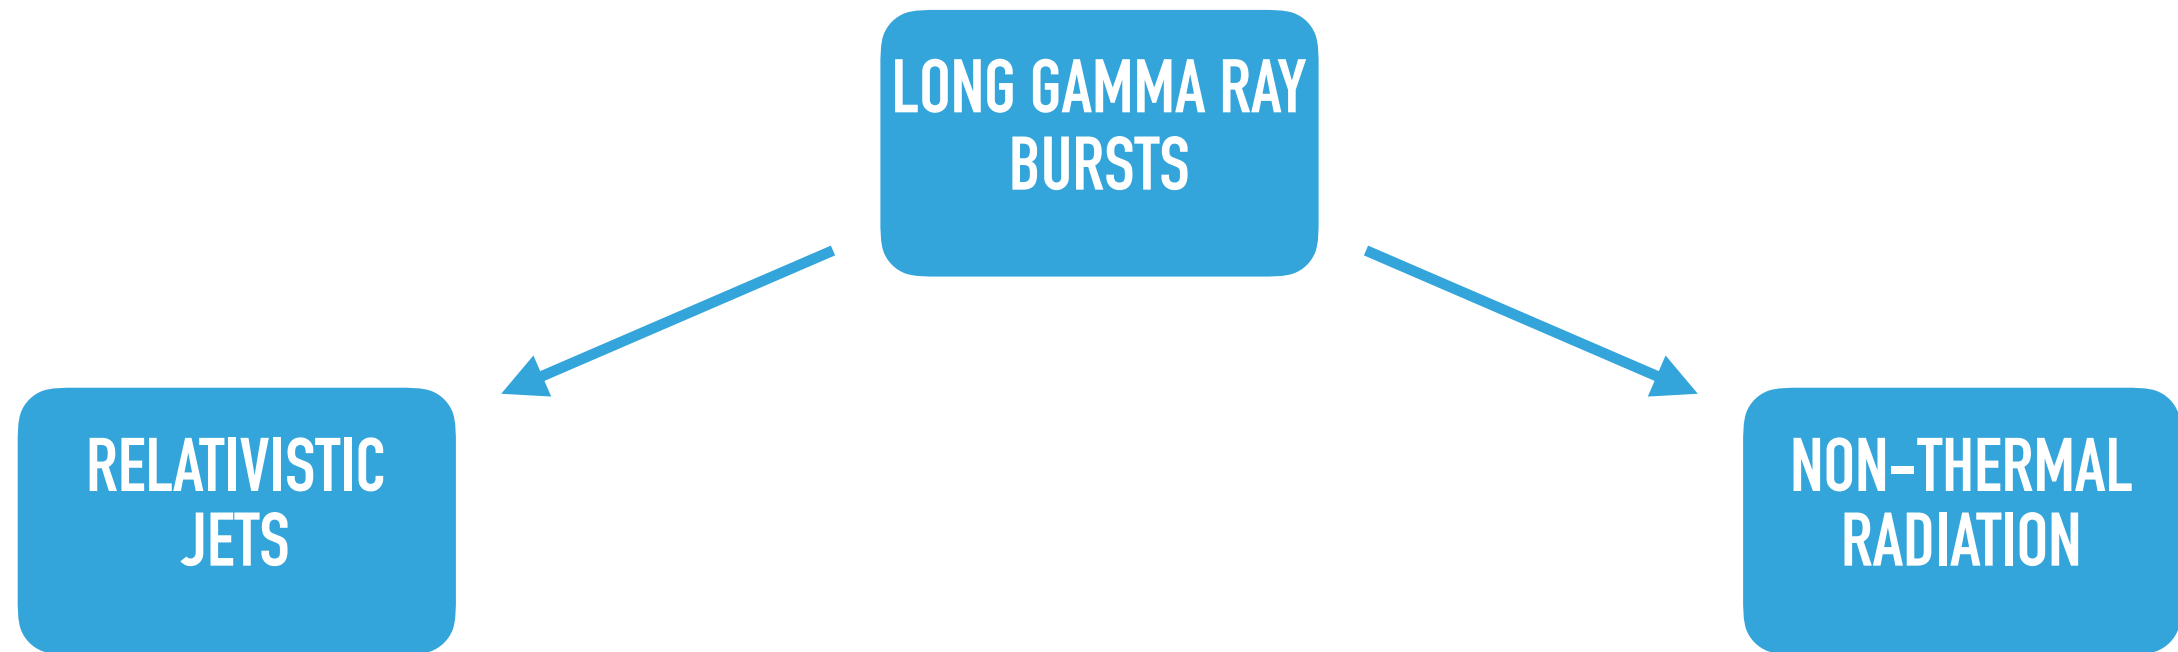 LONG GAMMA RAY
BURSTS
RELATIVISTIC
JETS
NON-THERMAL
RADIATION